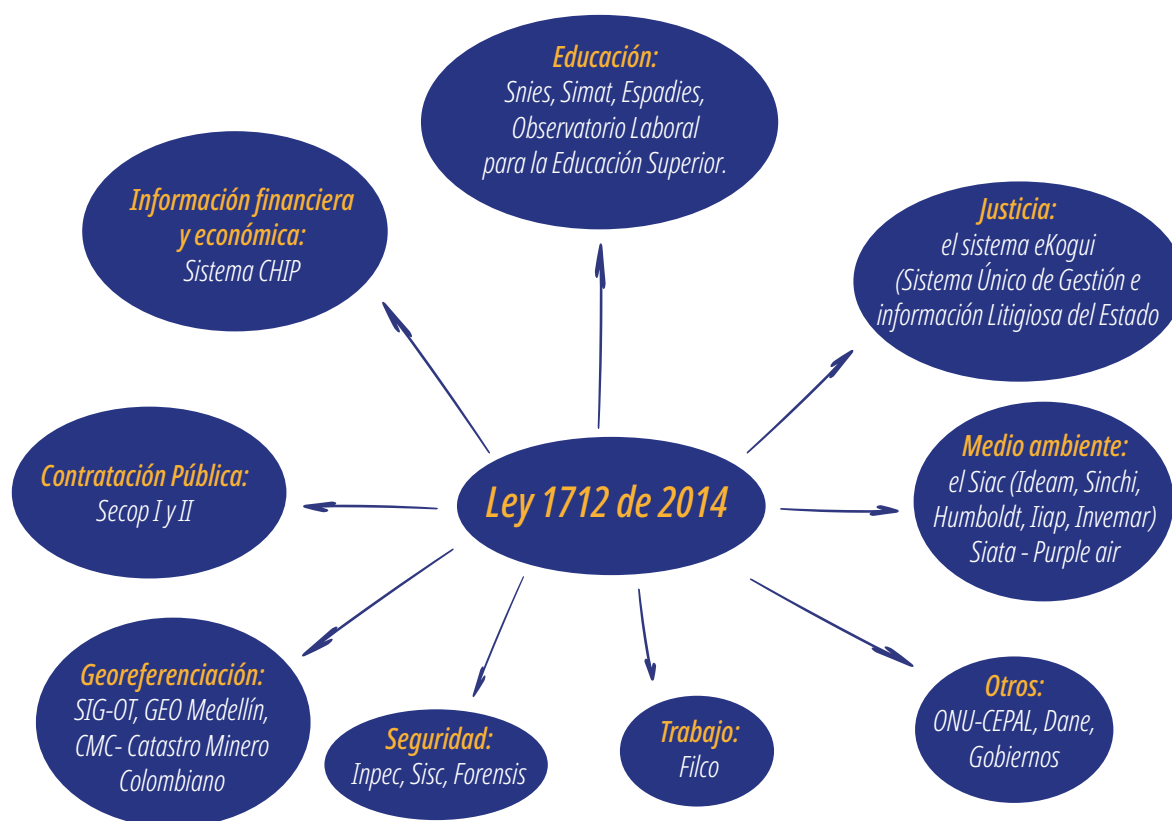 Educación:
Snies, Simat, Espadies,
Observatorio Laboral
para la Educación Superior.
Información financiera
y económica:
Sistema CHIP
Justicia:
el sistema eKogui
(Sistema Único de Gestión e
información Litigiosa del Estado
Contratación Pública:
Secop I y II
Ley 1712 de 2014
Medio ambiente:
el Siac (Ideam, Sinchi,
Humboldt, Iiap, Invemar)
Siata - Purple air
Georeferenciación:
SIG-OT, GEO Medellín,
CMC- Catastro Minero
Colombiano
Seguridad:
Inpec, Sisc, Forensis
Trabajo:
Filco
Otros:
ONU-CEPAL, Dane,
Gobiernos